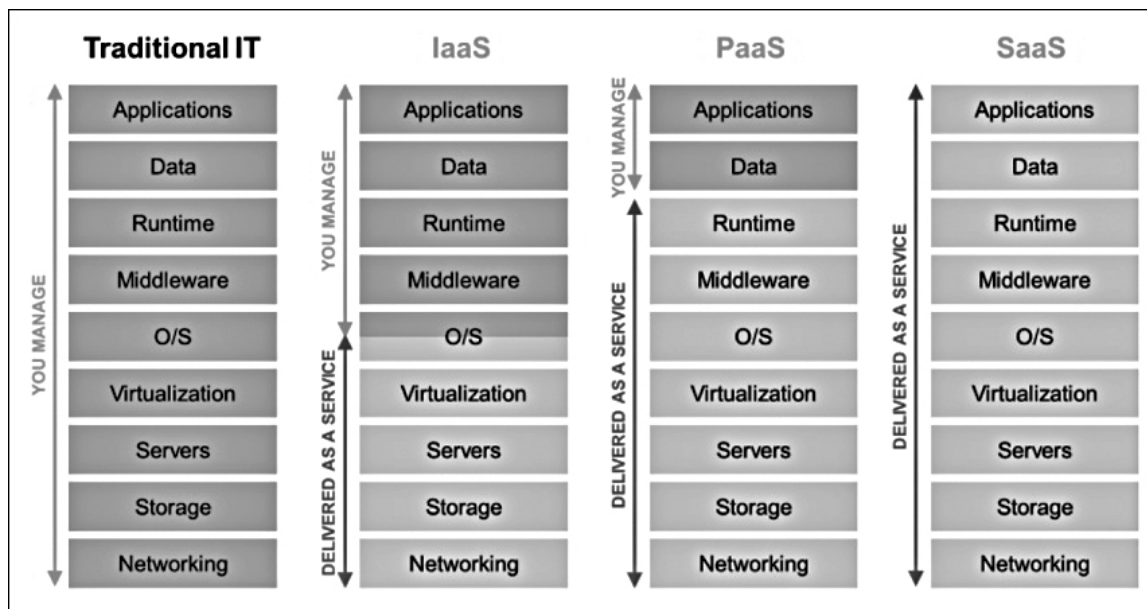 Traditional IT
IaaS
PaaS
SaaS
YOU MANAGE
Applications
Data
Runtime
Middleware
O/S
Virtualization
Servers
Storage
Networking
YOU MANAGE
DELIVERED AS A SERVICE
Applications
Data
Runtime
Middleware
O/S
Virtualization
Servers
Storage
Networking
YOU MANAGE
DELIVERED AS A SERVICE
Applications
Data
Runtime
Middleware
O/S
Virtualization
Servers
Storage
Networking
DELIVERED AS A SERVICE
Applications
Data
Runtime
Middleware
O/S
Virtualization
Servers
Storage
Networking